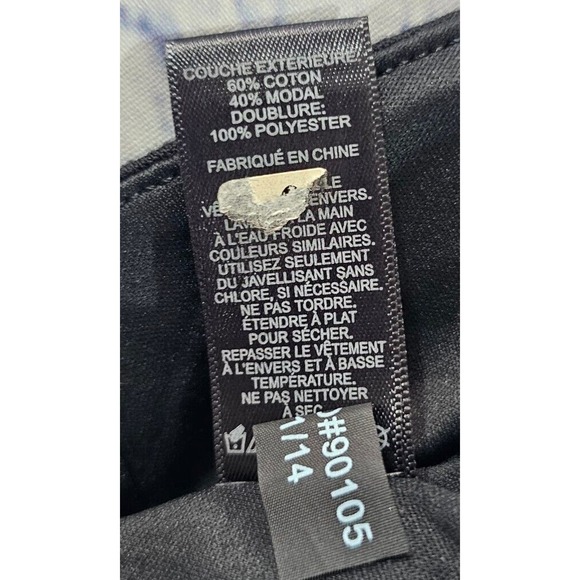 COUCHE EXTÉRIEURE:
60% COTON
40% MODAL
DOUBLURE:
100% POLYESTER
FABRIQUÉ EN CHINE
ENVERS.
LA MAIN
À L'EAU FROIDE AVEC
COULEURS SIMILAIRES.
UTILISEZ SEULEMENT
DU JAVELLISANT SANS
CHLORE, SI NÉCESSAIRE.
NE PAS TORDRE.
ÉTENDRE À PLAT
POUR SÉCHER.
REPASSER LE VÊTEMENT
À L'ENVERS ET À BASSE
TEMPÉRATURE.
NE PAS NETTOYER
À SEC
#90105
1/14